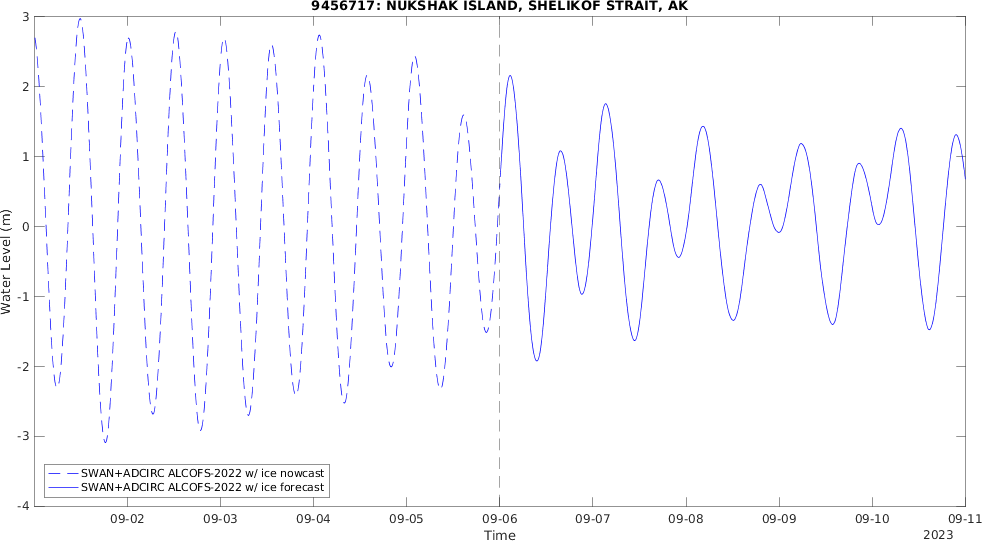 9456717: NUKSHAK ISLAND, SHELIKOF STRAIT, AK
3
2
1
0
-1
-2
-3
-4
Water Level (m)
SWAN+ADCIRC ALCOFS-2022 w/ ice nowcast
SWAN+ADCIRC ALCOFS-2022 w/ ice forecast
09-02 09-03 09-04 09-05 09-06 09-07 09-08 09-09 09-10 09-11
Time
2023